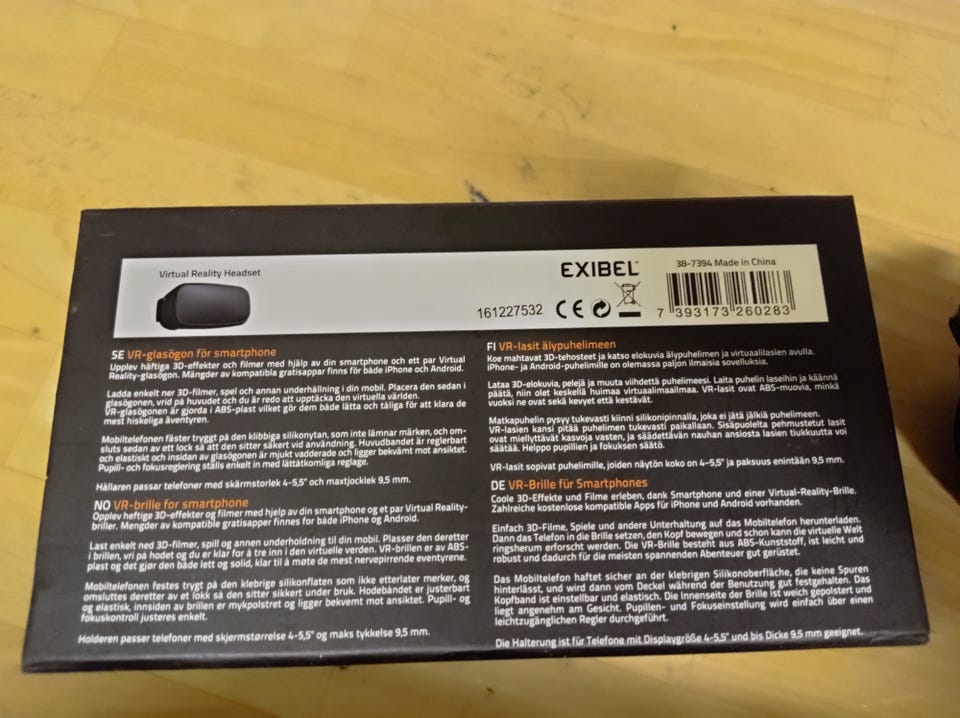 Virtual Reality Headset
EXIBEL
161227532
CE
38-7394 Made in China
7 393173 260283
SE VR-glasögon för smartphone
Upplev häftiga 3D-effekter och filmer med hjälp av din smartphone och ett par Virtual
Reality-glasögon. Mängder av kompatibla gratisappar finns för både iPhone och Android.
Ladda enkelt ner 3D-filmer, spel och annan underhållning i din mobil. Placera den sedan i
glasögonen, vrid på huvudet och du är redo att upptäcka den virtuella världen.
VR-glasögonen är gjorda i ABS-plast vilket gör dem både lätta och tåliga för att klara de
mest hiskeliga äventyren.
Mobiltelefonen fäster tryggt på den klibbiga silikonytan, som inte lämnar märken, och om-
sluts sedan av ett lock så att den sitter säkert vid användning. Huvudbandet är reglerbart
och elastiskt och insidan av glasögonen är mjukt vadderade och ligger bekvämt mot ansiktet.
Pupill- och fokusreglering ställs enkelt in med lättåtkomliga reglage.
Hållaren passar telefoner med skärmstorlek 4-5,5" och maxtjocklek 9,5 mm.
NO VR-brille for smartphone
Opplev heftige 3D-effekter og filmer med hjelp av din smartphone og et par Virtual Reality-
briller. Mengder av kompatible gratisapper finnes for både iPhone og Android.
Last enkelt ned 3D-filmer, spill og annen underholdning til din mobil. Plasser den deretter
i brillen, vri på hodet og du er klar for å tre inn i den virtuelle verden. VR-brillen er av ABS-
plast og det gjør den både lett og solid, klar til å møte de mest nervepirrende eventyrene.
Mobiltelefonen festes trygt på den klebrige silikonflaten som ikke etterlater merker, og
omsluttes deretter av et lokk så den sitter sikkert under bruk. Hodebåndet er justerbart
og elastisk, innsiden av brillen er mykpolstret og ligger bekvemt mot ansiktet. Pupill- og
fokuskontroll justeres enkelt.
Holderen passer telefoner med skjermstørrelse 4-5,5" og maks tykkelse 9,5 mm.
FI VR-lasit älypuhelimeen
Koe mahtavat 3D-tehosteet ja katso elokuvia älypuhelimen ja virtuaalilasien avulla.
iPhone- ja Android-puhelimille on olemassa paljon ilmaisia sovelluksia.
Lataa 3D-elokuvia, pelejä ja muuta viihdettä puhelimeesi. Laita puhelin laseihin ja käännä
päätä, niin olet keskellä huimaa virtuaalimaailmaa. VR-lasit ovat ABS-muovia, minkä
vuoksi ne ovat sekä kevyet että kestävät.
Matkapuhelin pysyy tukevasti kiinni silikonipinnalla, joka ei jätä jälkiä puhelimeen.
VR-lasien kansi pitää puhelimen tukevasti paikallaan. Sisäpuolelta pehmustetut lasit
ovat miellyttävät kasvoja vasten, ja säädettävän nauhan ansiosta lasien tiukkuutta voi
säätää. Helppo pupillien ja fokuksen säätö.
VR-lasit sopivat puhelimille, joiden näytön koko on 4-5,5" ja paksuus enintään 9,5 mm.
DE VR-Brille für Smartphones
Coole 3D-Effekte und Filme erleben, dank Smartphone und einer Virtual-Reality-Brille.
Zahlreiche kostenlose kompatible Apps für iPhone und Android vorhanden.
Einfach 3D-Filme, Spiele und andere Unterhaltung auf das Mobiltelefon herunterladen.
Dann das Telefon in die Brille setzen, den Kopf bewegen und schon kann die virtuelle Welt
ringsherum erforscht werden. Die VR-Brille besteht aus ABS-Kunststoff, ist leicht und
robust und dadurch für die meisten spannenden Abenteuer gut gerüstet.
Das Mobiltelefon haftet sicher an der klebrigen Silikonoberfläche, die keine Spuren
hinterlässt, und wird dann vom Deckel während der Benutzung gut festgehalten. Das
Kopfband ist einstellbar und elastisch. Die Innenseite der Brille ist weich gepolstert und
liegt angenehm am Gesicht. Pupillen- und Fokuseinstellung wird einfach über einen
leichtzugänglichen Regler durchgeführt.
Die Halterung ist für Telefone mit Displaygröße 4-5,5" und bis Dicke 9,5 mm geeignet.